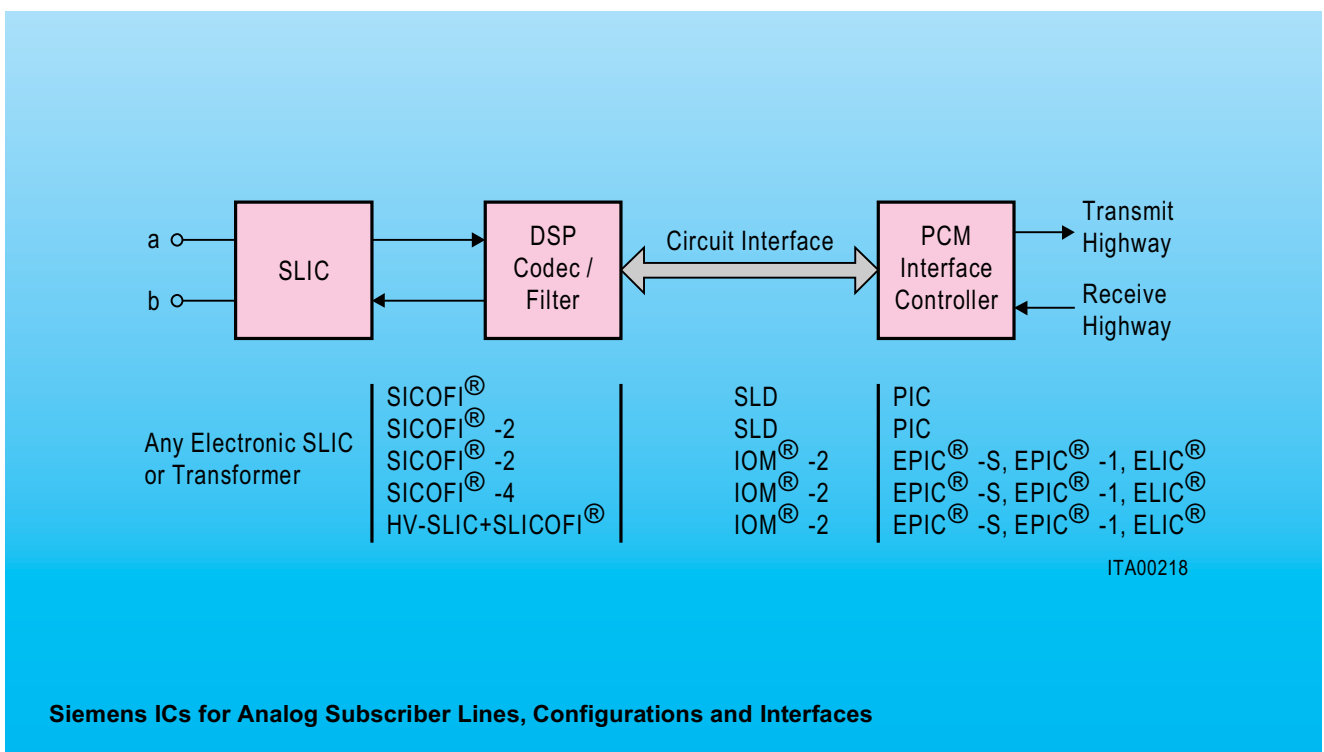 a
b
SLIC
DSP
Codec /
Filter
Circuit Interface
PCM
Interface
Controller
Transmit
Highway
Receive
Highway
Any Electronic SLIC
or Transformer
SICOFI® SLD PIC
SICOFI® -2 SLD PIC
SICOFI® -2 IOM® -2 EPIC® -S, EPIC® -1, ELIC®
SICOFI® -4 IOM® -2 EPIC® -S, EPIC® -1, ELIC®
HV-SLIC+SLICOFI® IOM® -2 EPIC® -S, EPIC® -1, ELIC®
ITA00218
Siemens ICs for Analog Subscriber Lines, Configurations and Interfaces